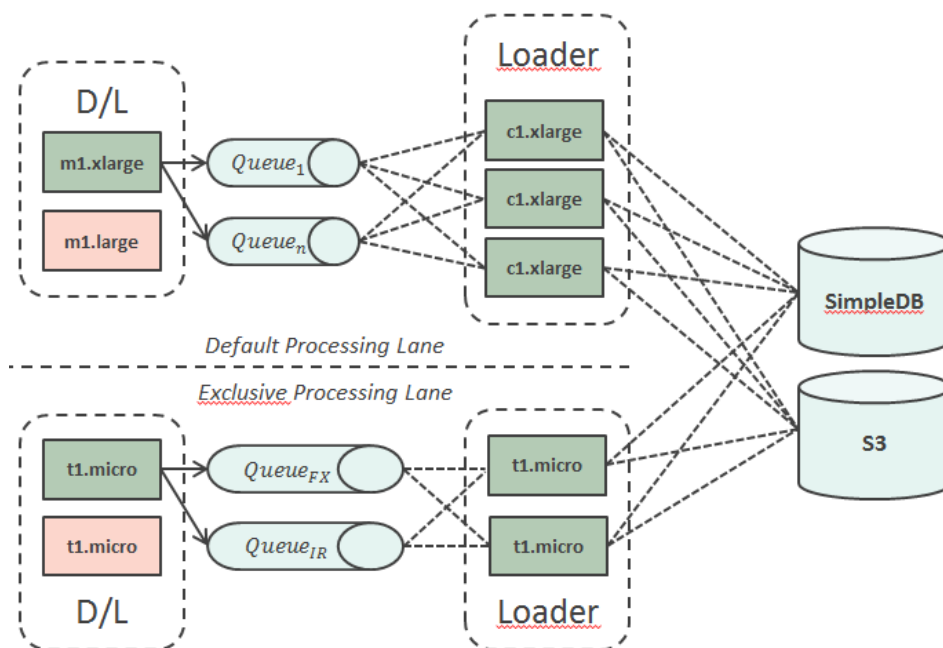 Loader
D/L
c1.xlarge
m1.xlarge
Queue1
c1.xlarge
m1.large
Queuen
c1.xlarge
SimpleDB
Default Processing Lane
Exclusive Processing Lane
S3
t1.micro
QueueFX
t1.micro
t1.micro
QueueIR
t1.micro
D/L
Loader